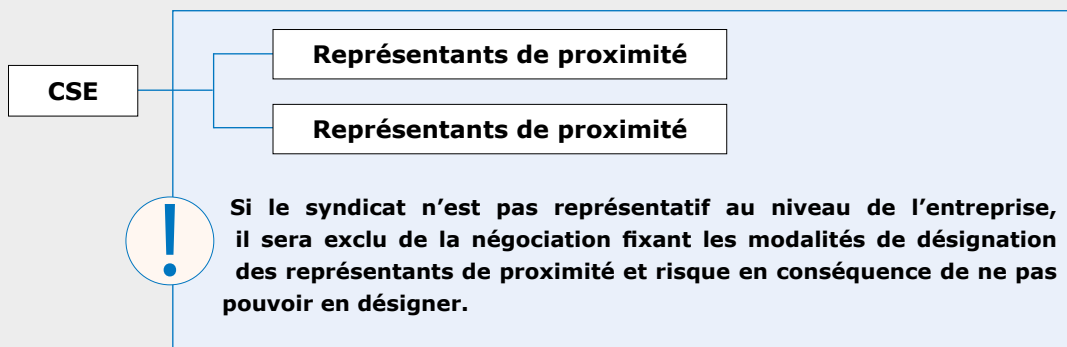 Représentants de proximité
CSE
Représentants de proximité
!
Si le syndicat n’est pas représentatif au niveau de l’entreprise,
il sera exclu de la négociation fixant les modalités de désignation
des représentants de proximité et risque en conséquence de ne pas
pouvoir en désigner.